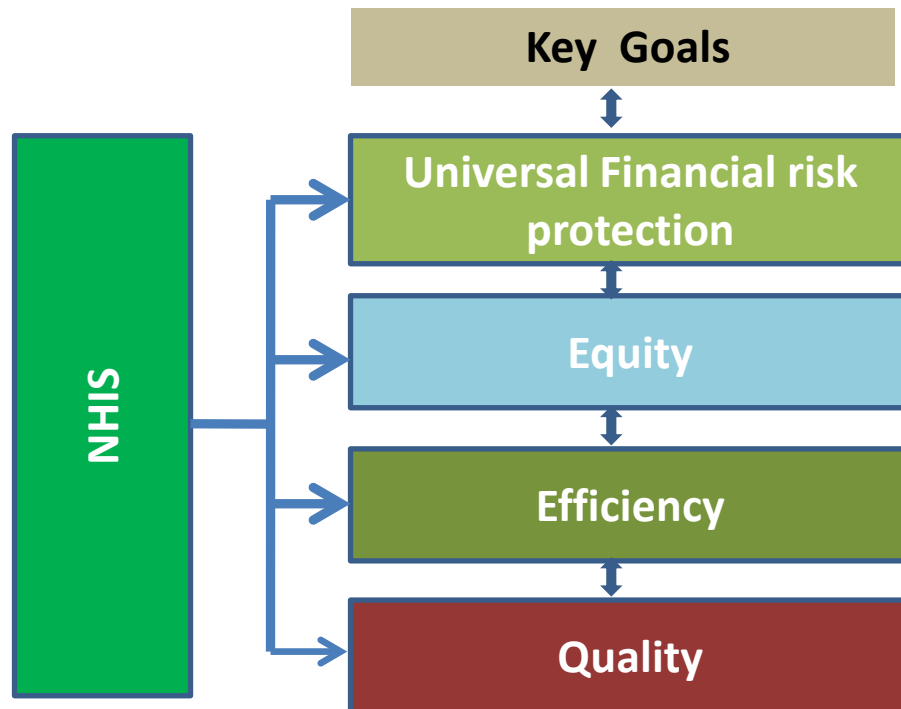 Key Goals
Universal Financial risk
protection
NHIS
Equity
Efficiency
Quality